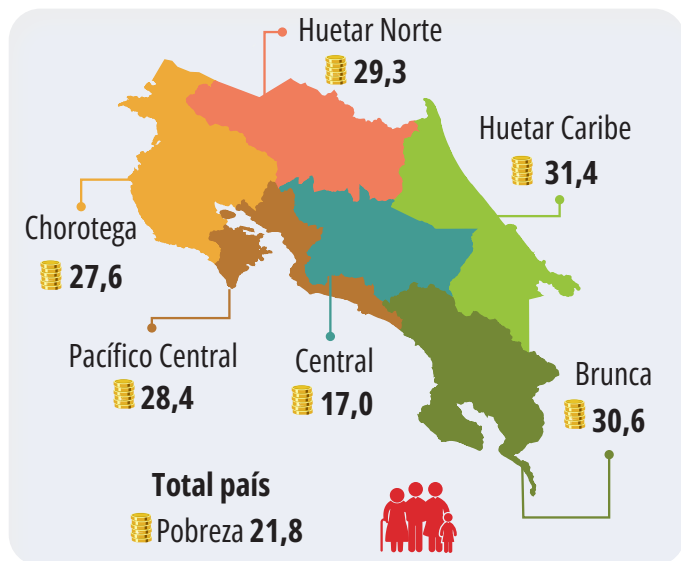 Huetar Norte
29,3
Huetar Caribe
31,4
Chorotega
27,6
Pacífico Central
28,4
Central
17,0
Brunca
30,6
Total país
Pobreza 21,8